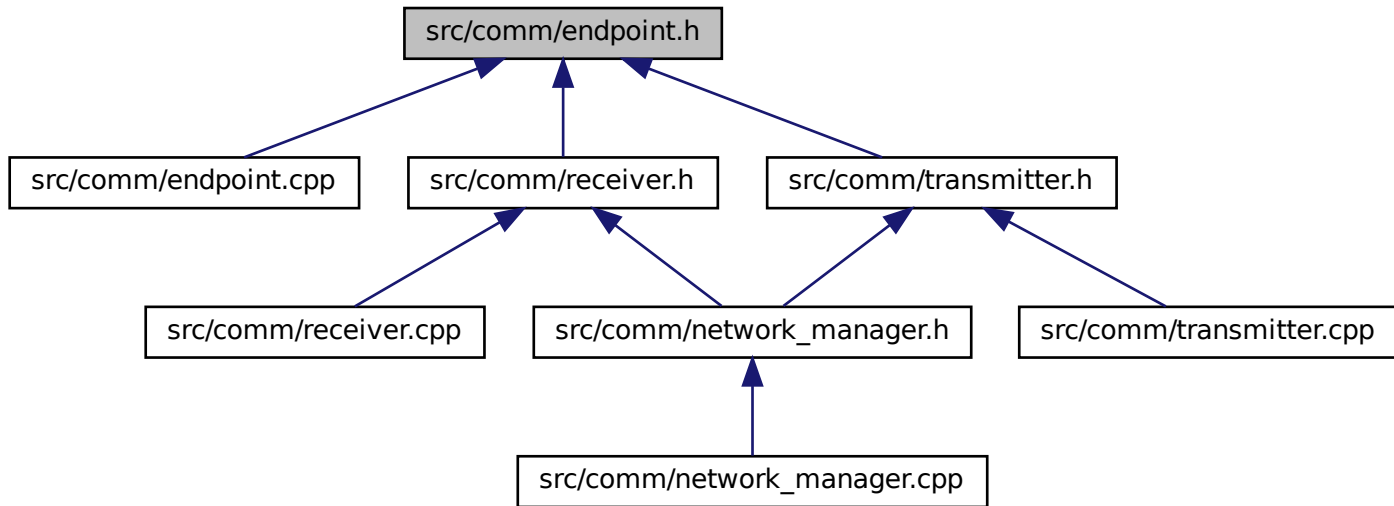 src/comm/endpoint.h
src/comm/endpoint.cpp
src/comm/receiver.h
src/comm/transmitter.h
src/comm/receiver.cpp
src/comm/network_manager.h
src/comm/transmitter.cpp
src/comm/network_manager.cpp